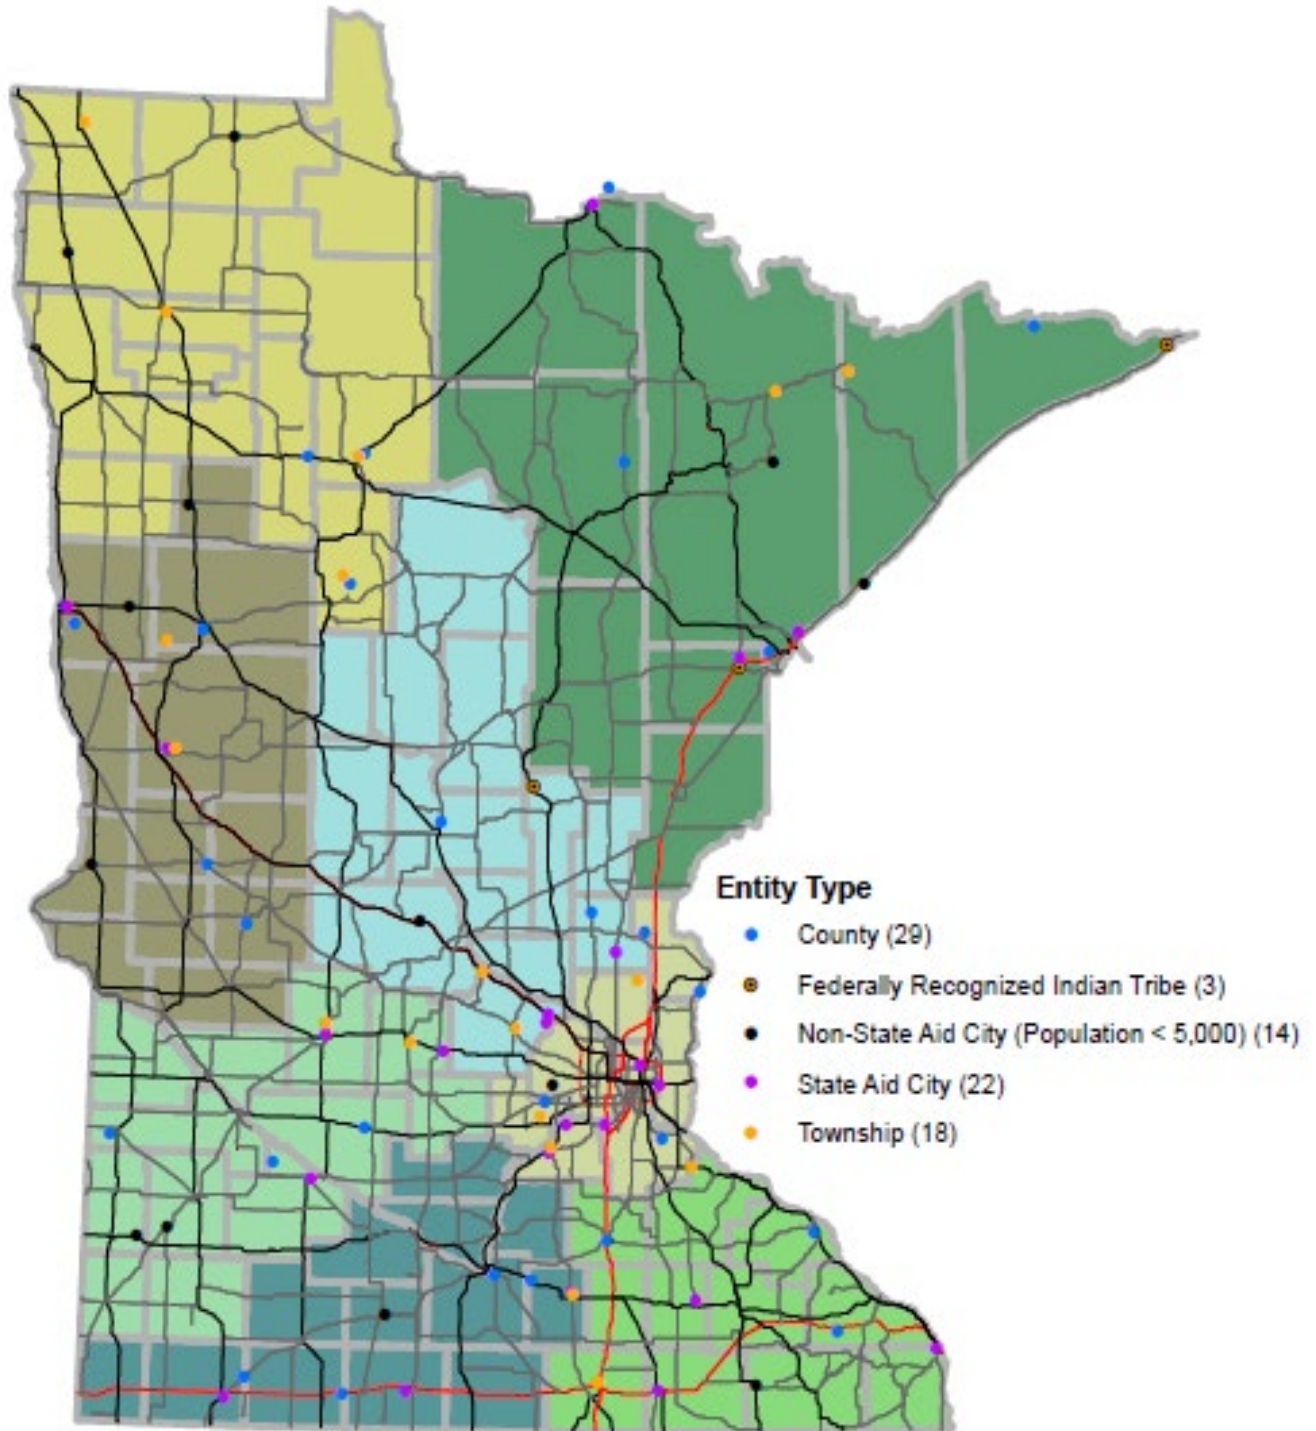 Entity Type
County (29)
Federally Recognized Indian Tribe (3)
Non-State Aid City (Population < 5,000) (14)
State Aid City (22)
Township (18)